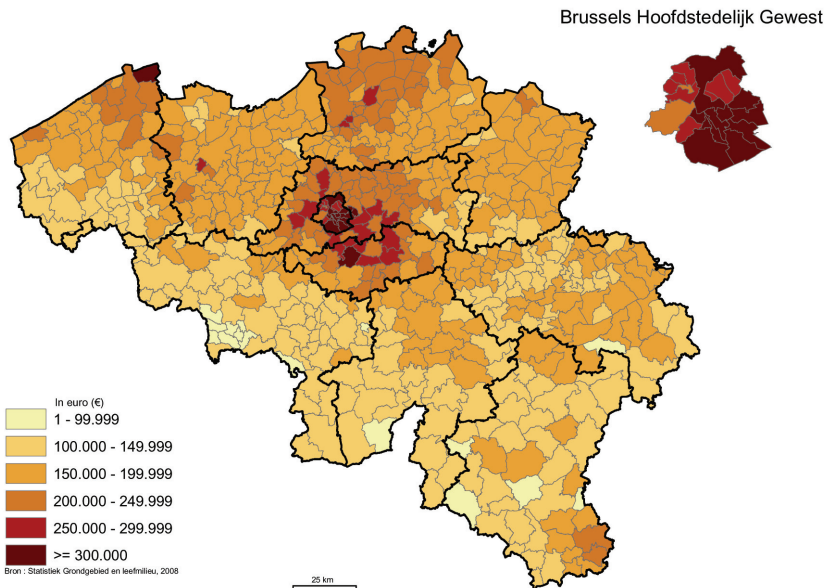 Brussels Hoofdstedelijk Gewest
In euro (€)
1 - 99.999
100.000 - 149.999
150.000 - 199.999
200.000 - 249.999
250.000 - 299.999
>= 300.000
Bron : Statistiek Grondgebied en leefmilieu, 2008
25 km